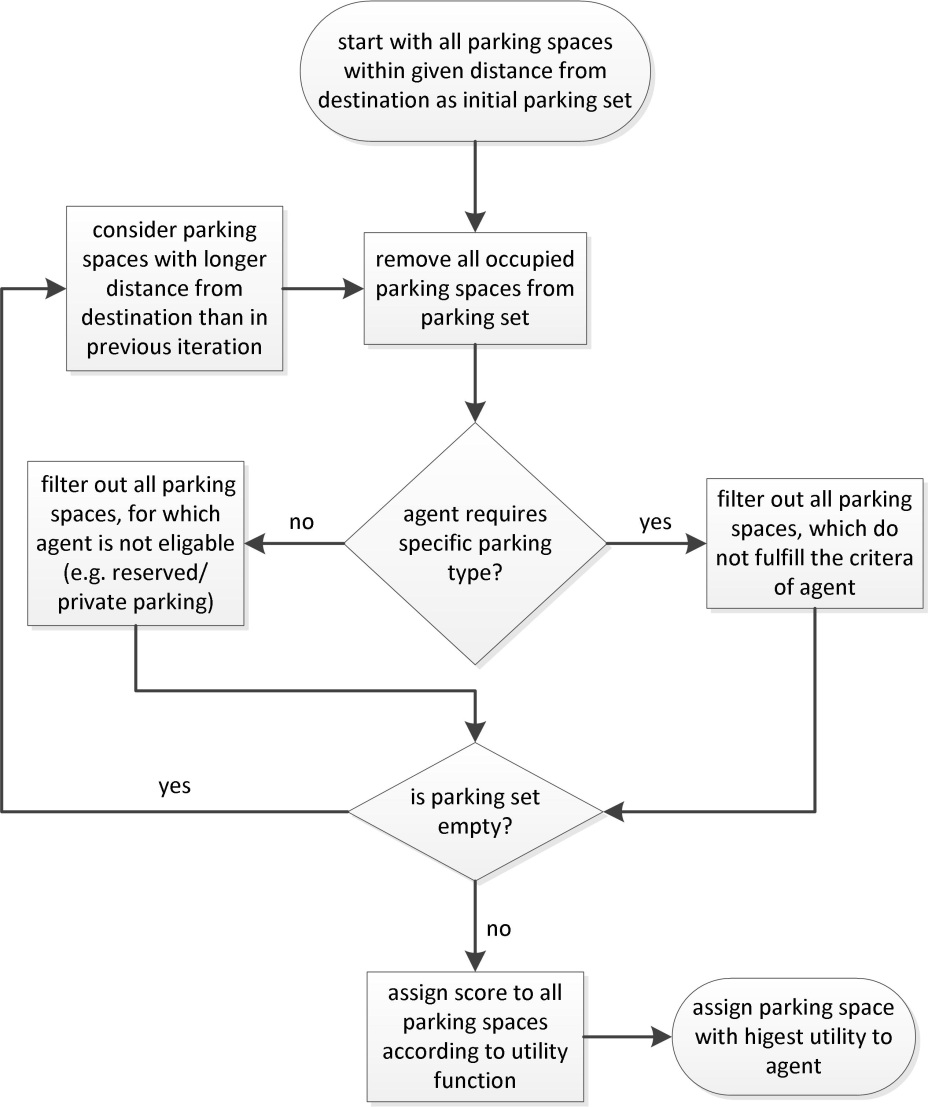 start with all parking spaces
within given distance from
destination as initial parking set
consider parking
spaces with longer
distance from
destination than in
previous iteration
remove all occupied
parking spaces from
parking set
filter out all parking
spaces, for which
agent is not eligable
(e.g. reserved/
private parking)
no
agent requires
specific parking
type?
yes
filter out all parking
spaces, which do
not fulfill the critera
of agent
yes
is parking set
empty?
no
assign score to all
parking spaces
according to utility
function
assign parking space
with higest utility to
agent